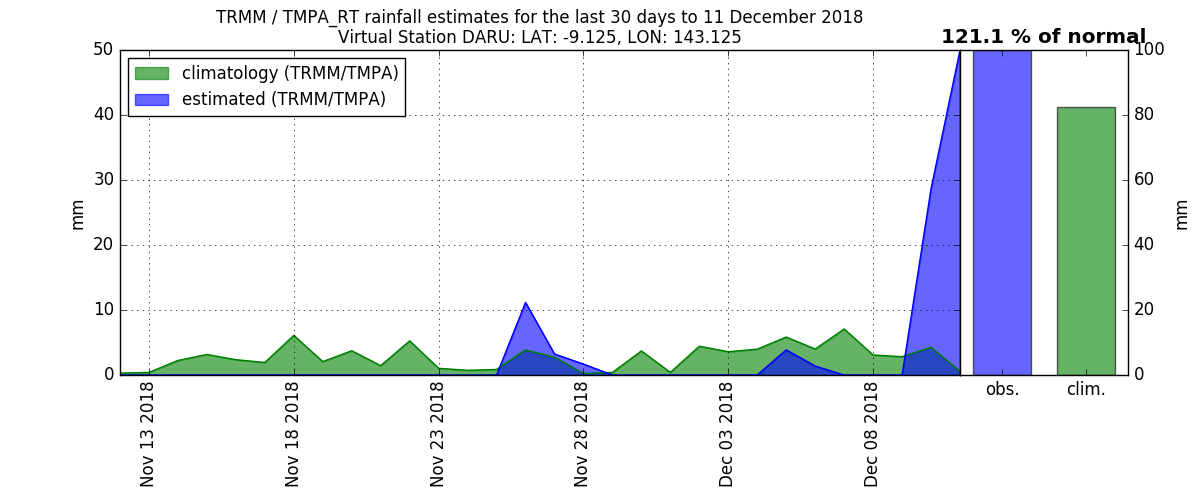 TRMM / TMPA_RT rainfall estimates for the last 30 days to 11 December 2018
Virtual Station DARU: LAT: -9.125, LON: 143.125
121.1 % of normal
climatology (TRMM/TMPA)
estimated (TRMM/TMPA)
50
40
30
20
10
0
mm
Nov 13 2018
Nov 18 2018
Nov 23 2018
Nov 28 2018
Dec 03 2018
Dec 08 2018
100
80
60
40
20
0
mm
obs.
clim.